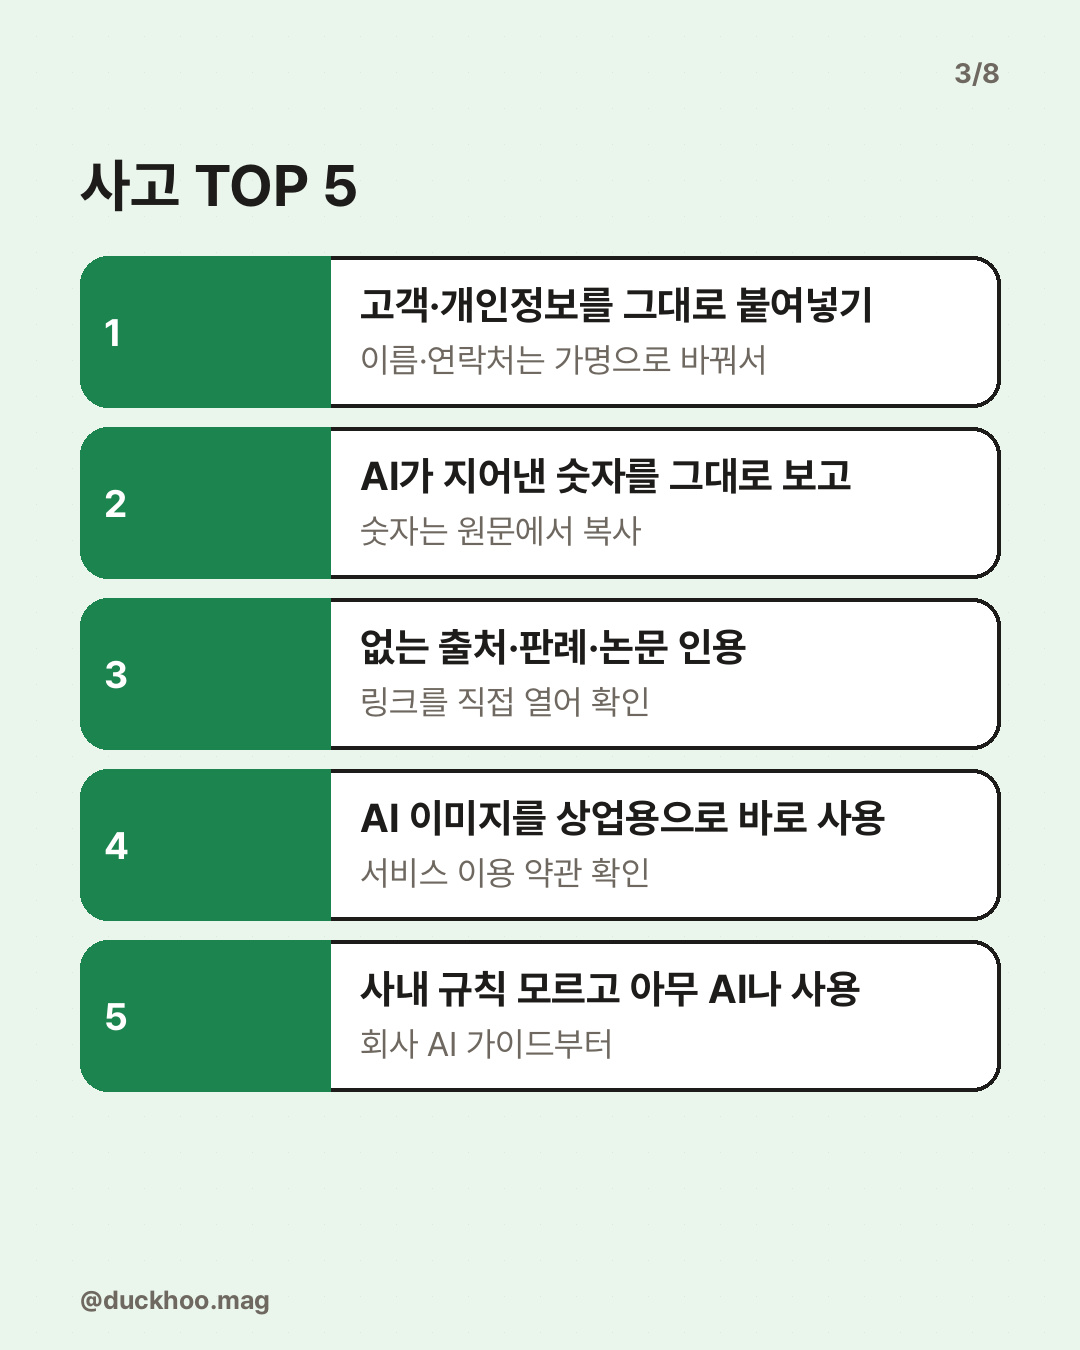 3/8
사고 TOP 5
1
고객·개인정보를 그대로 붙여넣기
이름·연락처는 가명으로 바꿔서
2
AI가 지어낸 숫자를 그대로 보고
숫자는 원문에서 복사
3
없는 출처·판례·논문 인용
링크를 직접 열어 확인
4
AI 이미지를 상업용으로 바로 사용
서비스 이용 약관 확인
5
사내 규칙 모르고 아무 AI나 사용
회사 AI 가이드부터
@duckhoo.mag